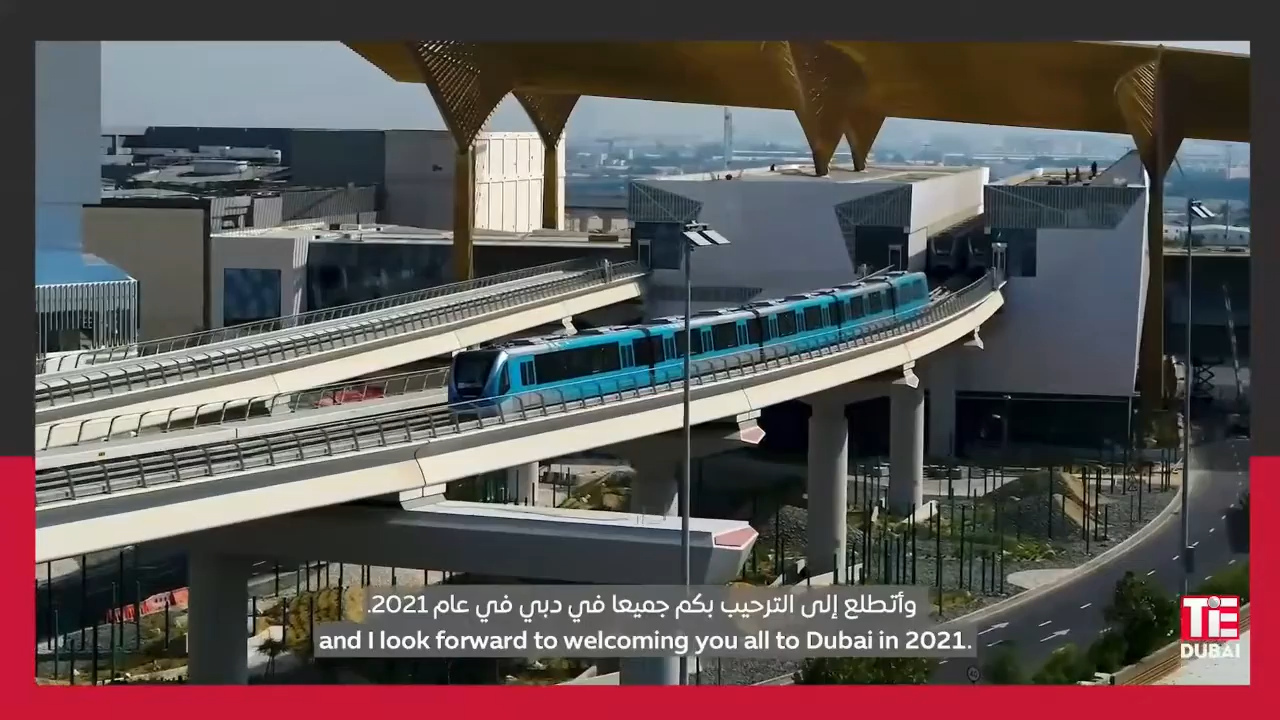 وأتطلع إلى الترحيب بكم جميعا في دبي في عام 2021.
and I look forward to welcoming you all to Dubai in 2021.
TiE
DUBAI